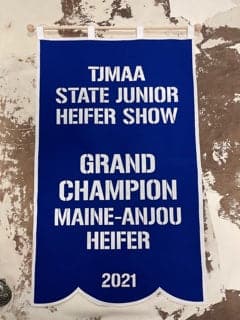 TJMAA
STATE JUNIOR
HEIFER SHOW
GRAND
CHAMPION
MAINE-ANJOU
HEIFER
2021